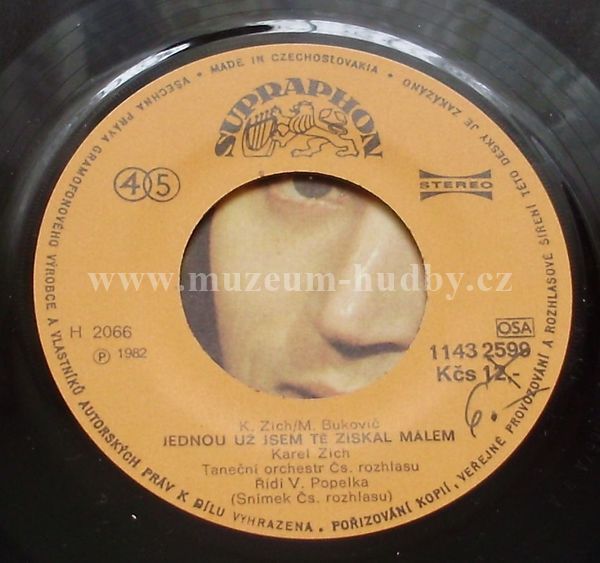 VŠECHNA PRÁVA GRAMOFONOVÉHO VÝROBCE A VLASTNÍKŮ AUTORSKÝCH PRÁV K DÍLU VYHRAZENA. POŘIZOVÁNÍ KOPIÍ, VEŘEJNÉ PROVOZOVÁNÍ A ROZHLASOVÉ ŠÍŘENÍ TÉTO DESKY JE ZAKÁZÁNO • MADE IN CZECHOSLOVAKIA •
SUPRAPHON
45
STEREO
www.muzeum-hudby.cz
H 2066
Ⓟ 1982
OSA
1143 2599
Kčs 12,-
6.-
K. Zich/M. Bukovič
JEDNOU UŽ JSEM TĚ ZÍSKAL MÁLEM
Karel Zich
Taneční orchestr Čs. rozhlasu
Řídí V. Popelka
(Snímek Čs. rozhlasu)